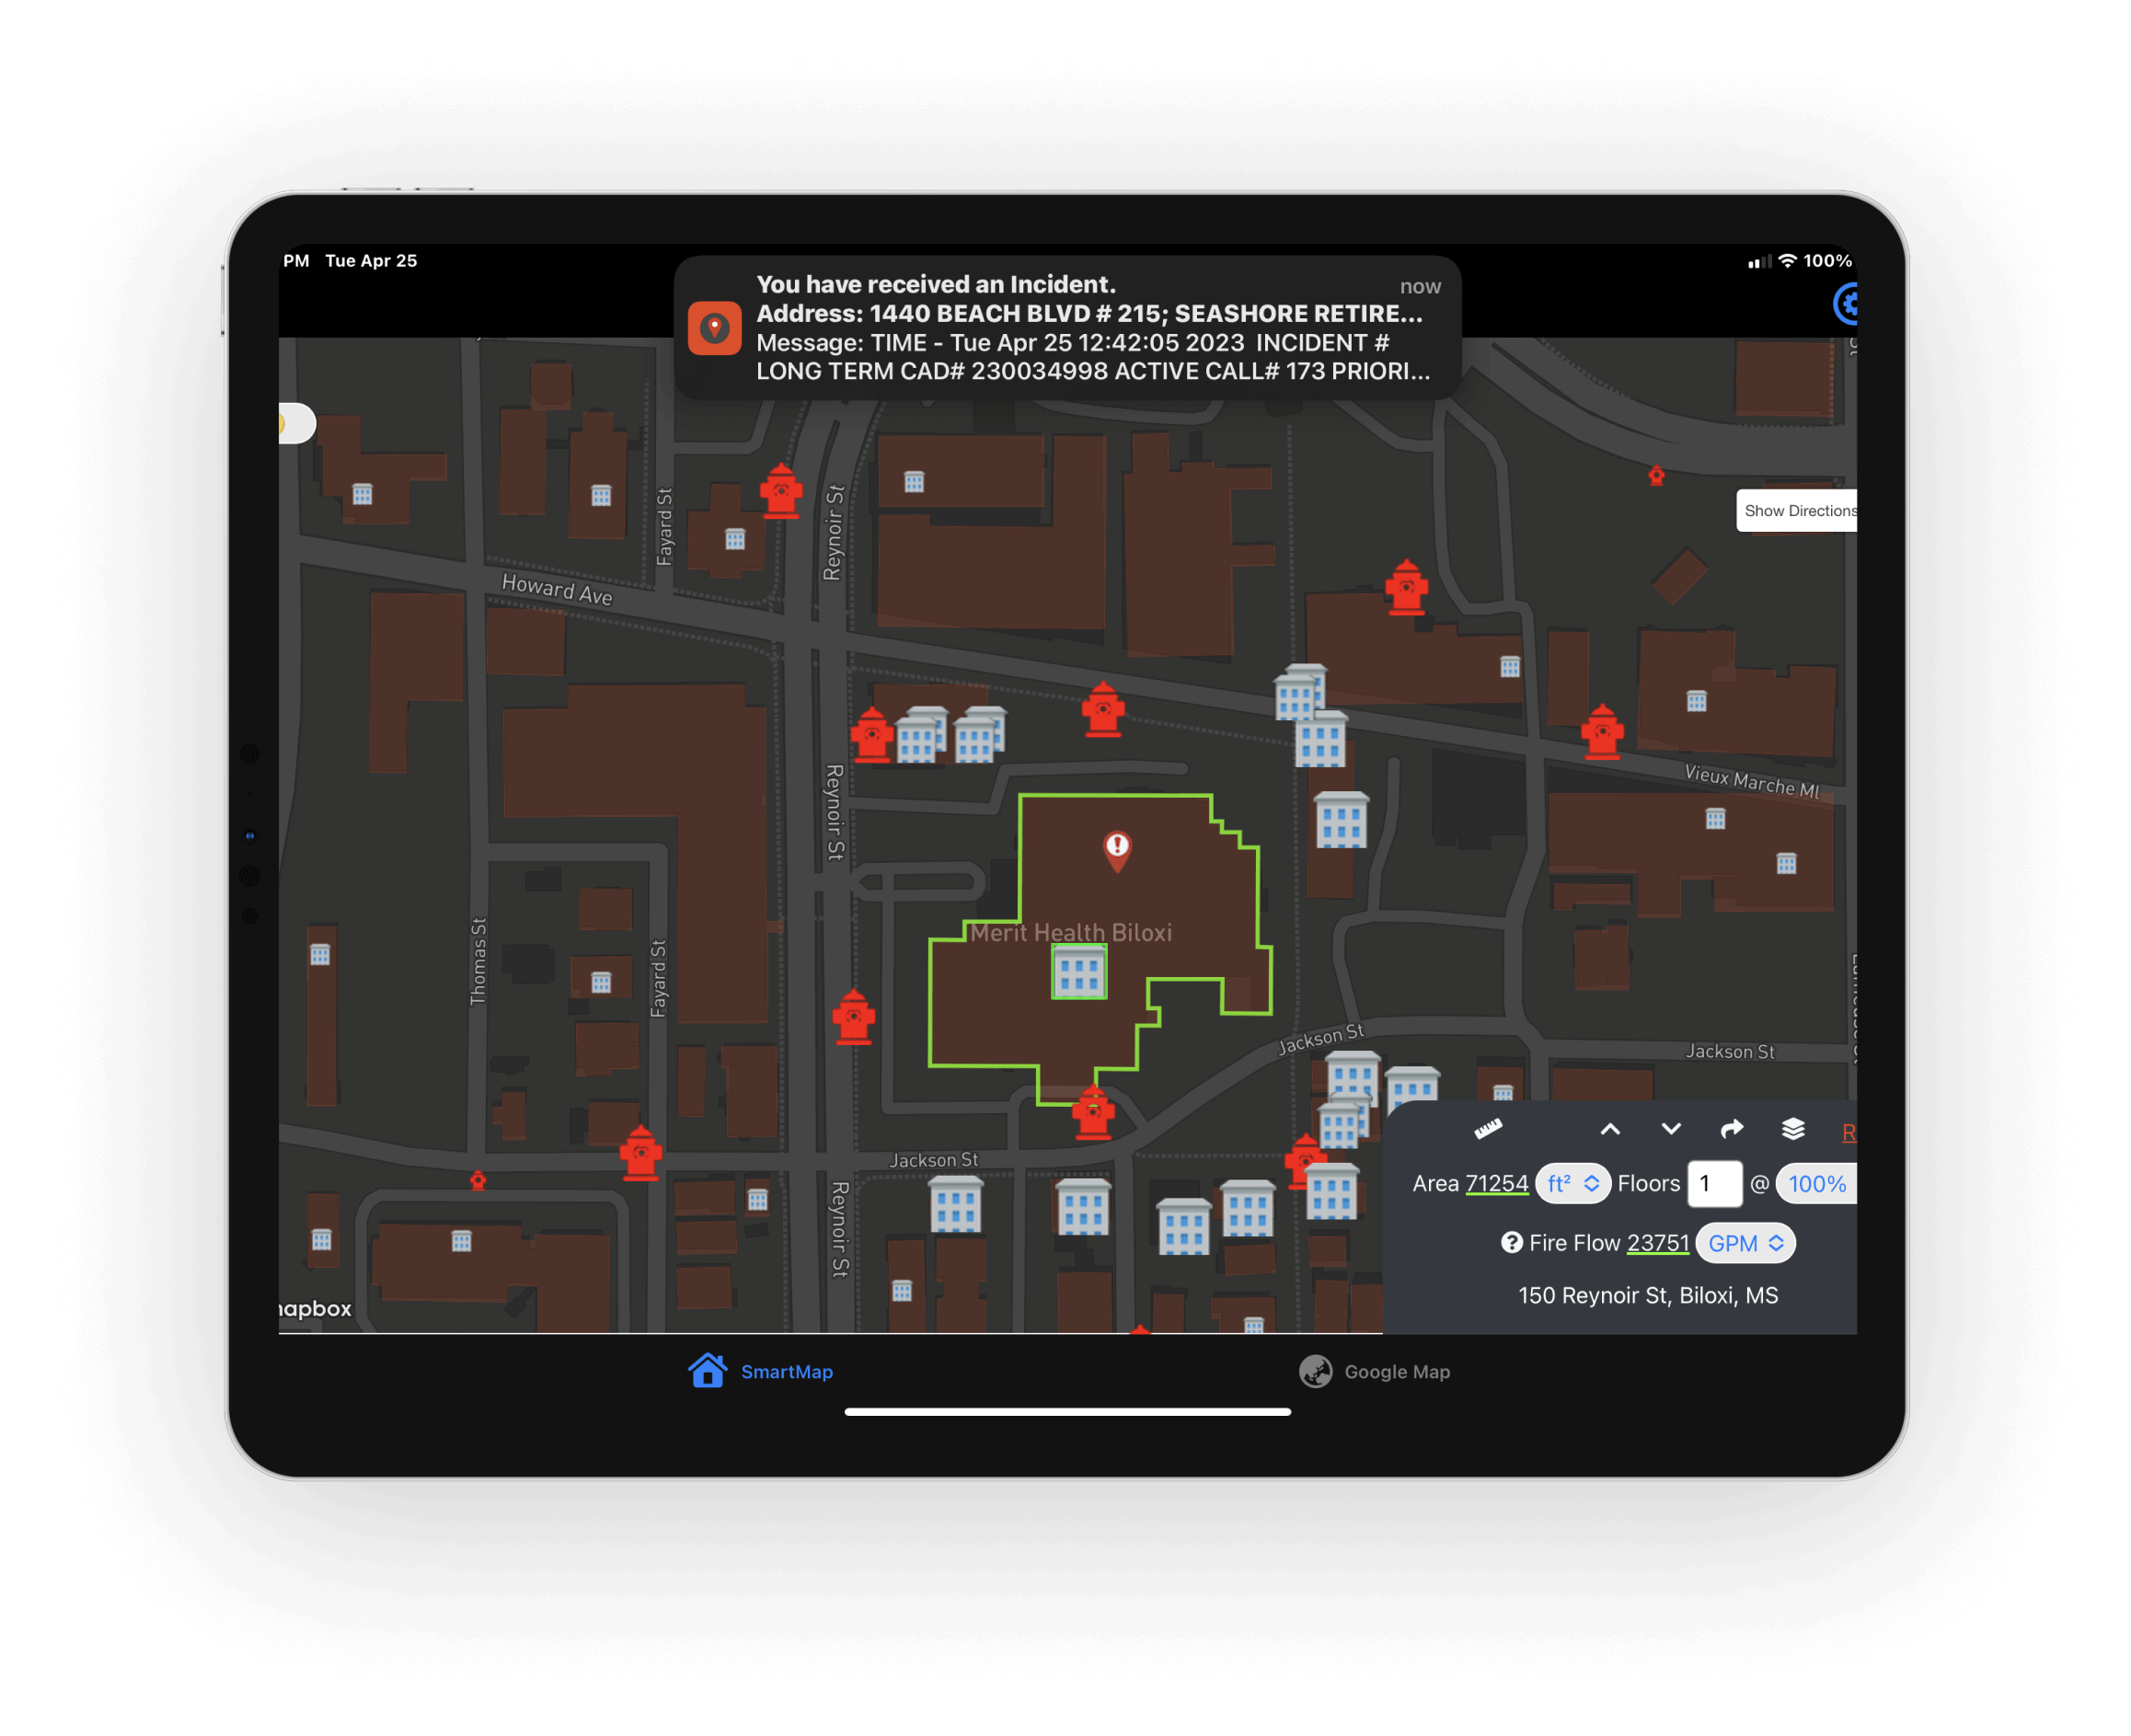 PM Tue Apr 25
100%
You have received an Incident.
now
Address: 1440 BEACH BLVD # 215; SEASHORE RETIRE...
Message: TIME - Tue Apr 25 12:42:05 2023 INCIDENT #
LONG TERM CAD# 230034998 ACTIVE CALL# 173 PRIORI...
Show Directions
Fayard St
Reynoir St
Howard Ave
Reynoir St
Vieux Marche Ml
Merit Health Biloxi
Thomas St
Fayard St
Jackson St
Jackson St
Jackson St
Reynoir St
R
Area 71254 ft² Floors 1 @ 100%
? Fire Flow 23751 GPM
150 Reynoir St, Biloxi, MS
apbox
SmartMap
Google Map